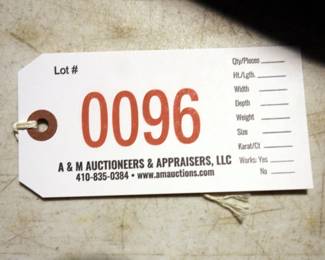 Lot #
0096
A & M AUCTIONEERS & APPRAISERS, LLC
410-835-0384 • www.amauctions.com
Qty/Pieces
Ht./Lgth.
Width
Depth
Weight
Size
Karat/Ct
Works: Yes
No